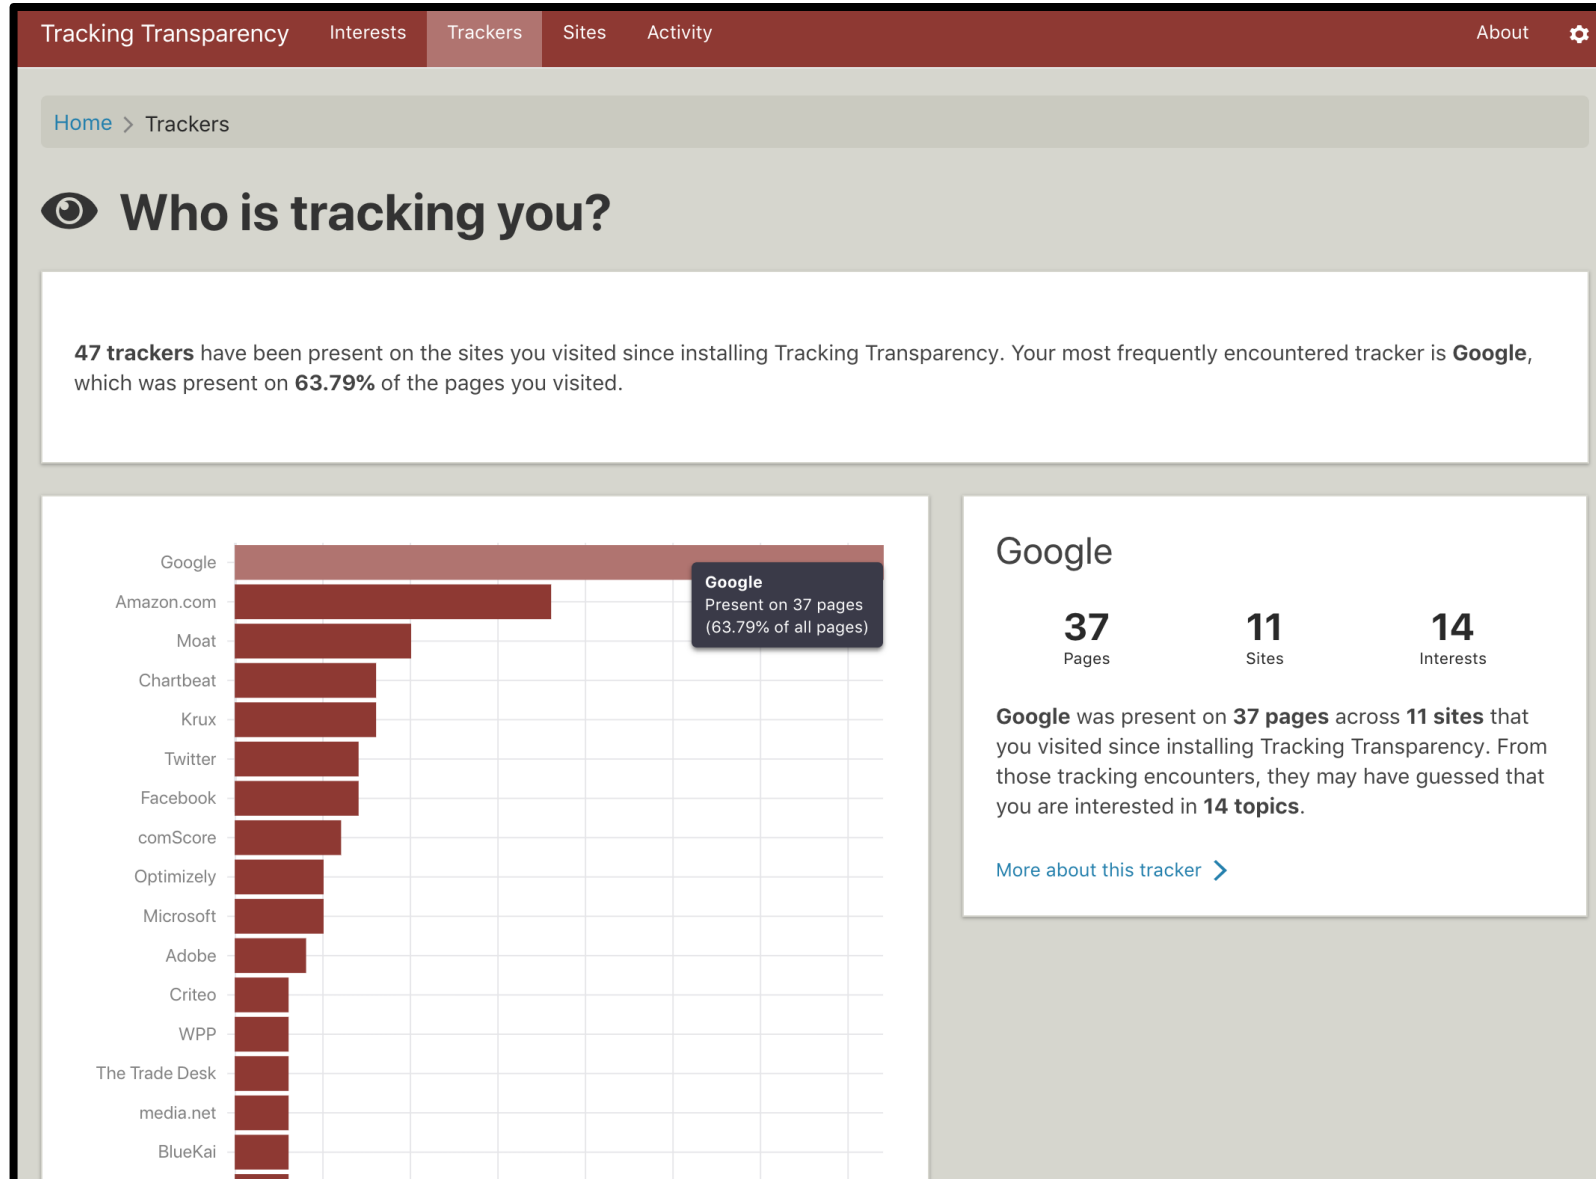 Tracking Transparency Interests Trackers Sites Activity About
Home > Trackers
Who is tracking you?
47 trackers have been present on the sites you visited since installing Tracking Transparency. Your most frequently encountered tracker is Google,
which was present on 63.79% of the pages you visited.
Google
Amazon.com
Moat
Chartbeat
Krux
Twitter
Facebook
comScore
Optimizely
Microsoft
Adobe
Criteo
WPP
The Trade Desk
media.net
BlueKai
Google
Present on 37 pages
(63.79% of all pages)
Google
37 11 14
Pages Sites Interests
Google was present on 37 pages across 11 sites that
you visited since installing Tracking Transparency. From
those tracking encounters, they may have guessed that
you are interested in 14 topics.
More about this tracker